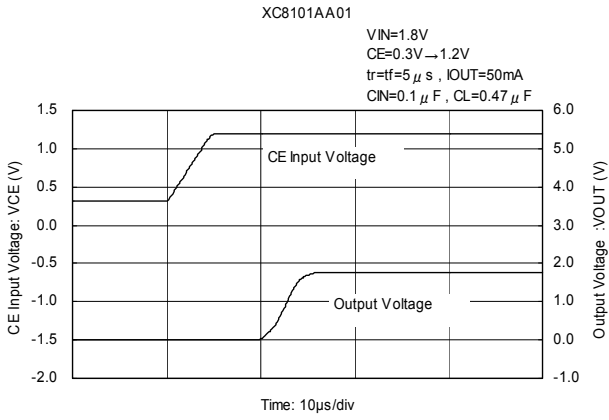 XC8101AA01
VIN=1.8V
CE=0.3V→1.2V
tr=tf=5μs , IOUT=50mA
CIN=0.1μF , CL=0.47μF
CE Input Voltage: VCE (V)
1.5
1.0
0.5
0.0
-0.5
-1.0
-1.5
-2.0
CE Input Voltage
Output Voltage
6.0
5.0
4.0
3.0
2.0
1.0
0.0
-1.0
Output Voltage :VOUT (V)
Time: 10μs/div